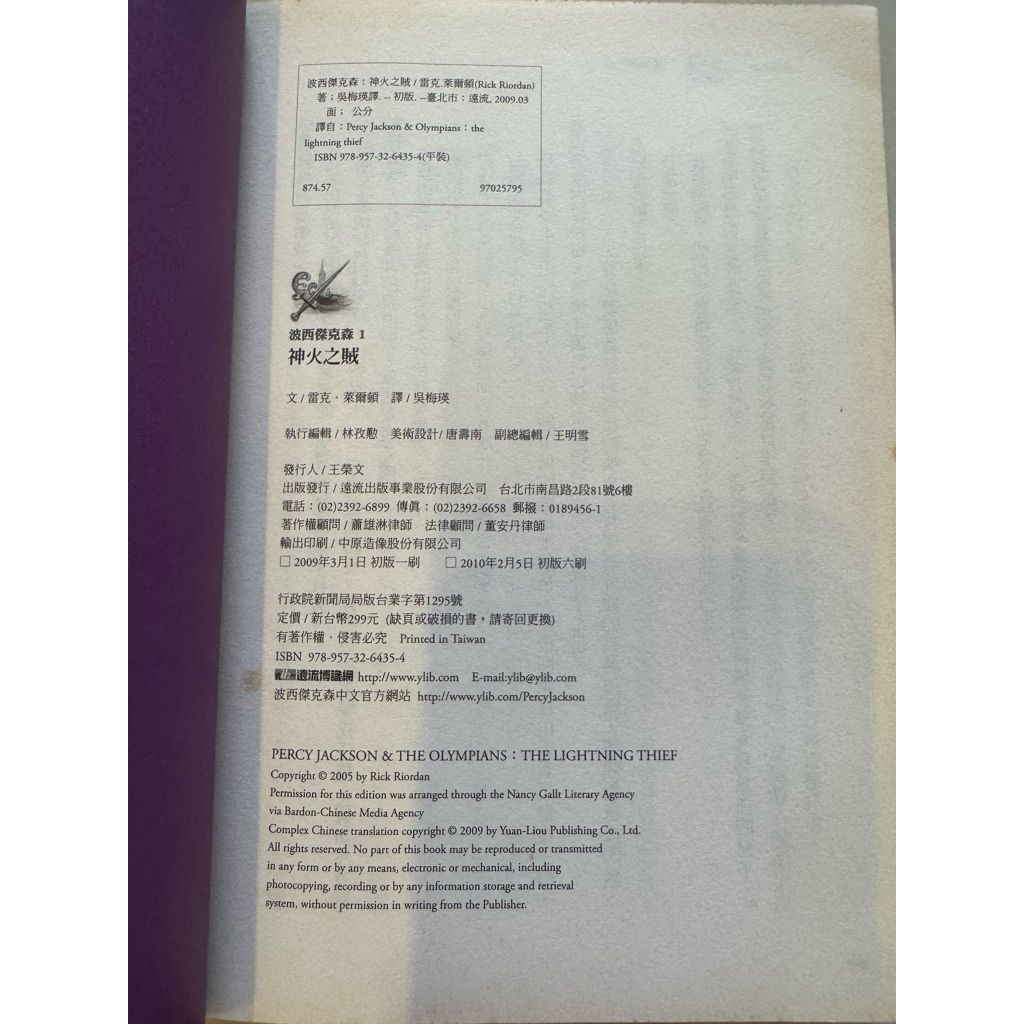 波西傑克森：神火之賊 / 雷克.萊爾頓(Rick Riordan)
著；吳梅瑛譯. -- 初版. --臺北市：遠流, 2009.03
面； 公分
譯自：Percy Jackson & Olympians：the
lightning thief
ISBN 978-957-32-6435-4(平裝)
874.57 97025795
波西傑克森 1
神火之賊
文 / 雷克．萊爾頓 譯 / 吳梅瑛
執行編輯 / 林孜懃 美術設計 / 唐壽南 副總編輯 / 王明雪
發行人 / 王榮文
出版發行 / 遠流出版事業股份有限公司 台北市南昌路2段81號6樓
電話：(02)2392-6899 傳真：(02)2392-6658 郵撥：0189456-1
著作權顧問 / 蕭雄淋律師 法律顧問 / 董安丹律師
輸出印刷 / 中原造像股份有限公司
□ 2009年3月1日 初版一刷 □ 2010年2月5日 初版六刷
行政院新聞局局版台業字第1295號
定價 / 新台幣299元 (缺頁或破損的書，請寄回更換)
有著作權．侵害必究 Printed in Taiwan
ISBN 978-957-32-6435-4
遠流博識網 http://www.ylib.com E-mail:ylib@ylib.com
波西傑克森中文官方網站 http://www.ylib.com/PercyJackson
PERCY JACKSON & THE OLYMPIANS：THE LIGHTNING THIEF
Copyright © 2005 by Rick Riordan
Permission for this edition was arranged through the Nancy Gallt Literary Agency
via Bardon-Chinese Media Agency
Complex Chinese translation copyright © 2009 by Yuan-Liou Publishing Co., Ltd.
All rights reserved. No part of this book may be reproduced or transmitted
in any form or by any means, electronic or mechanical, including
photocopying, recording or by any information storage and retrieval
system, without permission in writing from the Publisher.